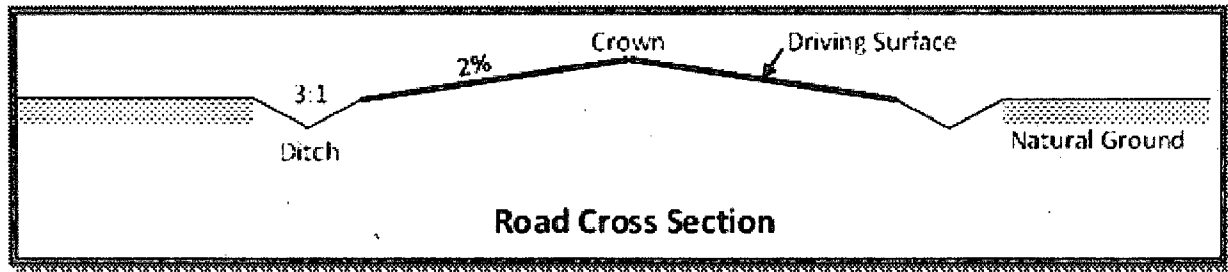 Crown
Driving Surface
2%
3:1
Ditch
Natural Ground
Road Cross Section